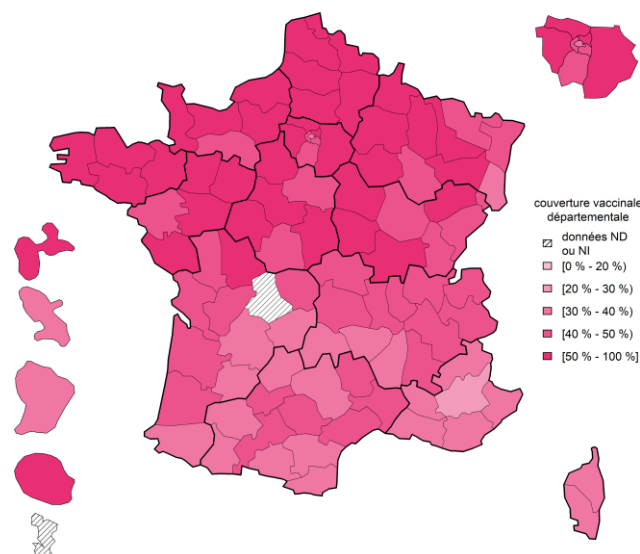 couverture vaccinale
départementale
données ND
ou NI
[0 % - 20 %)
[20 % - 30 %)
[30 % - 40 %)
[40 % - 50 %)
[50 % - 100 %]